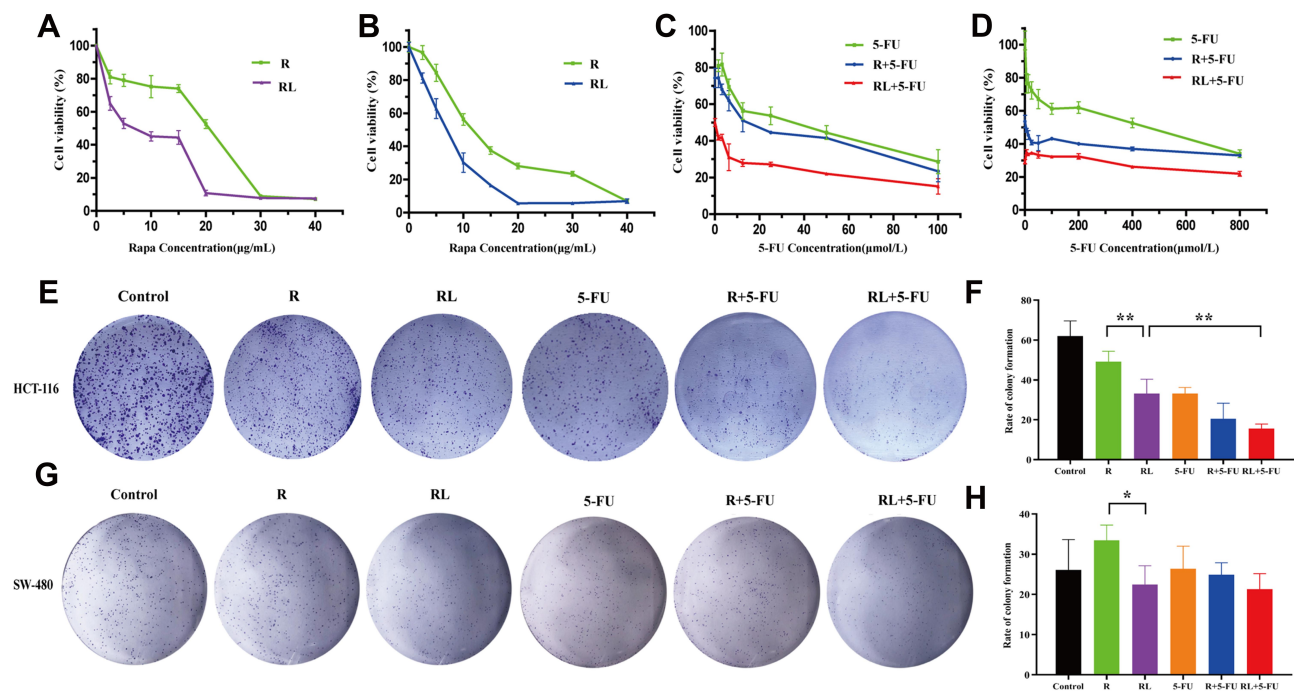 A
Cell viability (%)
100
80
60
40
20
0
0 10 20 30 40
Rapa Concentration(µg/mL)
R
RL
B
Cell viability (%)
100
80
60
40
20
0
0 10 20 30 40
Rapa Concentration(µg/mL)
R
RL
C
Cell viability (%)
100
80
60
40
20
0
0 20 40 60 80 100
5-FU Concentration(µmol/L)
5-FU
R+5-FU
RL+5-FU
D
Cell viability (%)
100
80
60
40
20
0
0 200 400 600 800
5-FU Concentration(µmol/L)
5-FU
R+5-FU
RL+5-FU
E
Control R RL 5-FU R+5-FU RL+5-FU
HCT-116
F
Rate of colony formation
80
60
40
20
0
** **
Control R RL 5-FU R+5-FU RL+5-FU
G
Control R RL 5-FU R+5-FU RL+5-FU
SW-480
H
Rate of colony formation
40
30
20
10
0
*
Control R RL 5-FU R+5-FU RL+5-FU